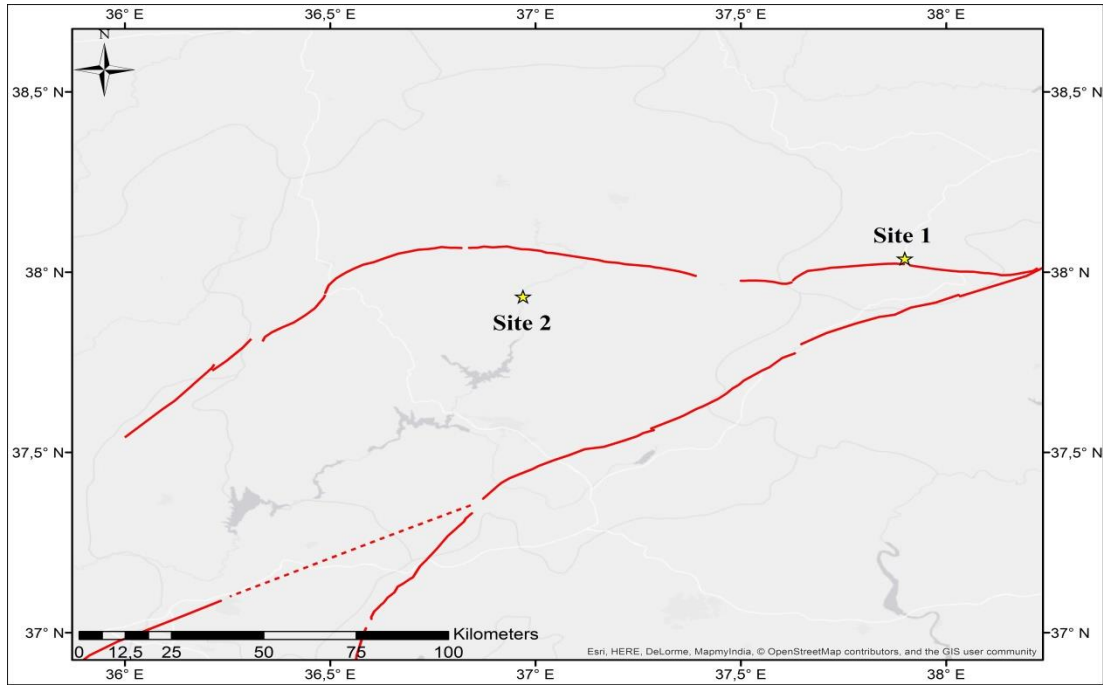 36° E 36,5° E 37° E 37,5° E 38° E
N
38,5° N 38,5° N
Site 1
38° N 38° N
Site 2
37,5° N 37,5° N
37° N 37° N
Kilometers
0 12,5 25 50 75 100
Esri, HERE, DeLorme, MapmyIndia, © OpenStreetMap contributors, and the GIS user community
36° E 36,5° E 37° E 37,5° E 38° E